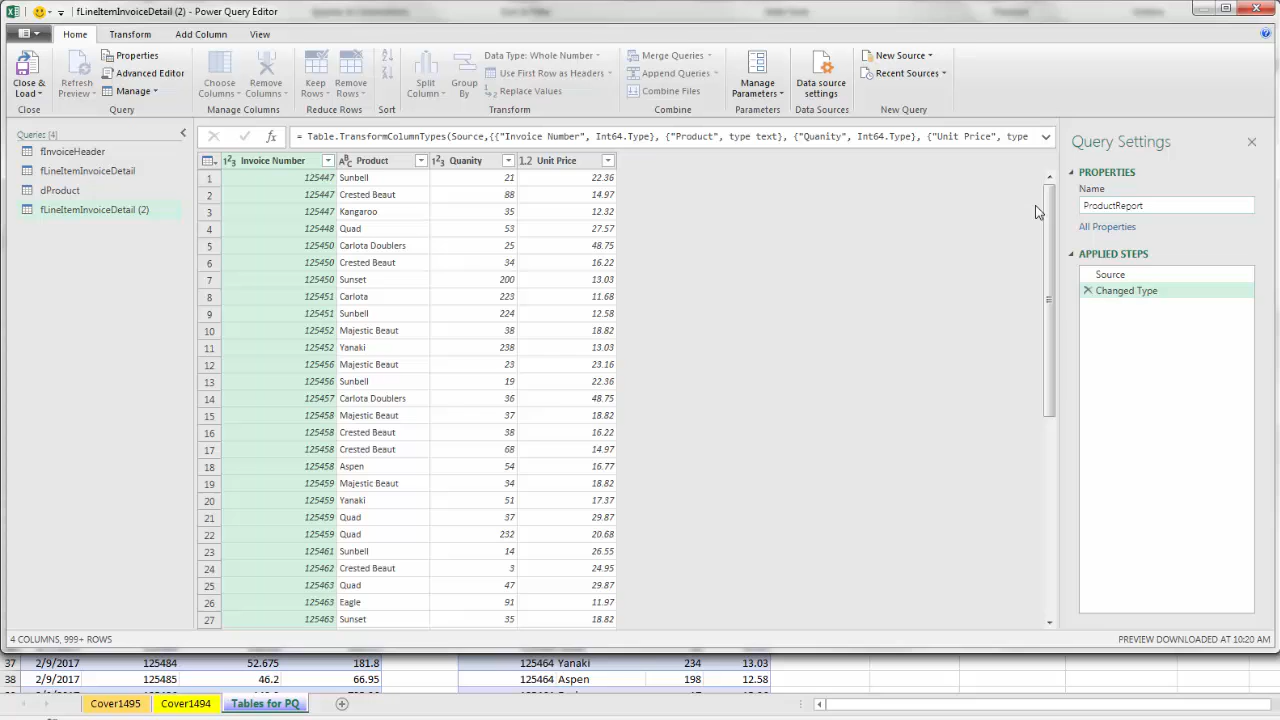 fLineItemInvoiceDetail (2) - Power Query Editor
Home Transform Add Column View
Close & Load
Close
Refresh Preview
Properties
Advanced Editor
Manage
Query
Choose Columns
Remove Columns
Manage Columns
Keep Rows
Remove Rows
Reduce Rows
Sort
Split Column
Group By
Data Type: Whole Number
Use First Row as Headers
Replace Values
Transform
Merge Queries
Append Queries
Combine Files
Combine
Manage Parameters
Parameters
Data source settings
Data Sources
New Source
Recent Sources
New Query
Queries [4]
fInvoiceHeader
fLineItemInvoiceDetail
dProduct
fLineItemInvoiceDetail (2)
fx = Table.TransformColumnTypes(Source,{{"Invoice Number", Int64.Type}, {"Product", type text}, {"Quanity", Int64.Type}, {"Unit Price", type
123 Invoice Number ABC Product 123 Quanity 1.2 Unit Price
1 125447 Sunbell 21 22.36
2 125447 Crested Beaut 88 14.97
3 125447 Kangaroo 35 12.32
4 125448 Quad 53 27.57
5 125450 Carlota Doublers 25 48.75
6 125450 Crested Beaut 34 16.22
7 125450 Sunset 200 13.03
8 125451 Carlota 223 11.68
9 125451 Sunbell 224 12.58
10 125452 Majestic Beaut 38 18.82
11 125452 Yanaki 238 13.03
12 125456 Majestic Beaut 23 23.16
13 125456 Sunbell 19 22.36
14 125457 Carlota Doublers 36 48.75
15 125458 Majestic Beaut 37 18.82
16 125458 Crested Beaut 38 16.22
17 125458 Crested Beaut 68 14.97
18 125458 Aspen 54 16.77
19 125459 Majestic Beaut 34 18.82
20 125459 Yanaki 51 17.37
21 125459 Quad 37 29.87
22 125459 Quad 232 20.68
23 125461 Sunbell 14 26.55
24 125462 Crested Beaut 3 24.95
25 125463 Quad 47 29.87
26 125463 Eagle 91 11.97
27 125463 Sunset 35 18.82
Query Settings
PROPERTIES
Name
ProductReport
All Properties
APPLIED STEPS
Source
Changed Type
4 COLUMNS, 999+ ROWS PREVIEW DOWNLOADED AT 10:20 AM
37 2/9/2017 125484 52.675 181.8 125464 Yanaki 234 13.03
38 2/9/2017 125485 46.2 66.95 125464 Aspen 198 12.58
Cover1495 Cover1494 Tables for PQ